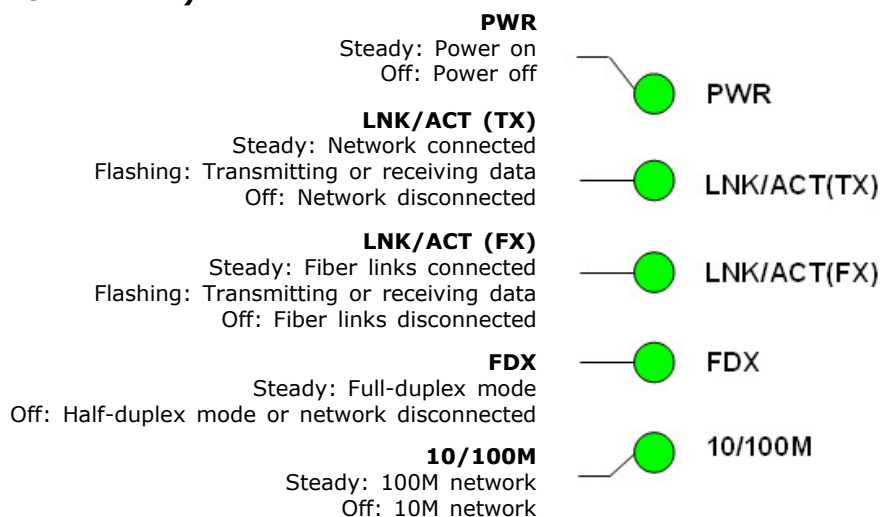 PWR
Steady: Power on
Off: Power off
PWR
LNK/ACT (TX)
Steady: Network connected
Flashing: Transmitting or receiving data
Off: Network disconnected
LNK/ACT(TX)
LNK/ACT (FX)
Steady: Fiber links connected
Flashing: Transmitting or receiving data
Off: Fiber links disconnected
LNK/ACT(FX)
FDX
Steady: Full-duplex mode
Off: Half-duplex mode or network disconnected
FDX
10/100M
Steady: 100M network
Off: 10M network
10/100M